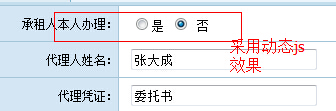 承租人本人办理： 是 否
采用动态js
效果
代理人姓名： 张大成
代理凭证： 委托书